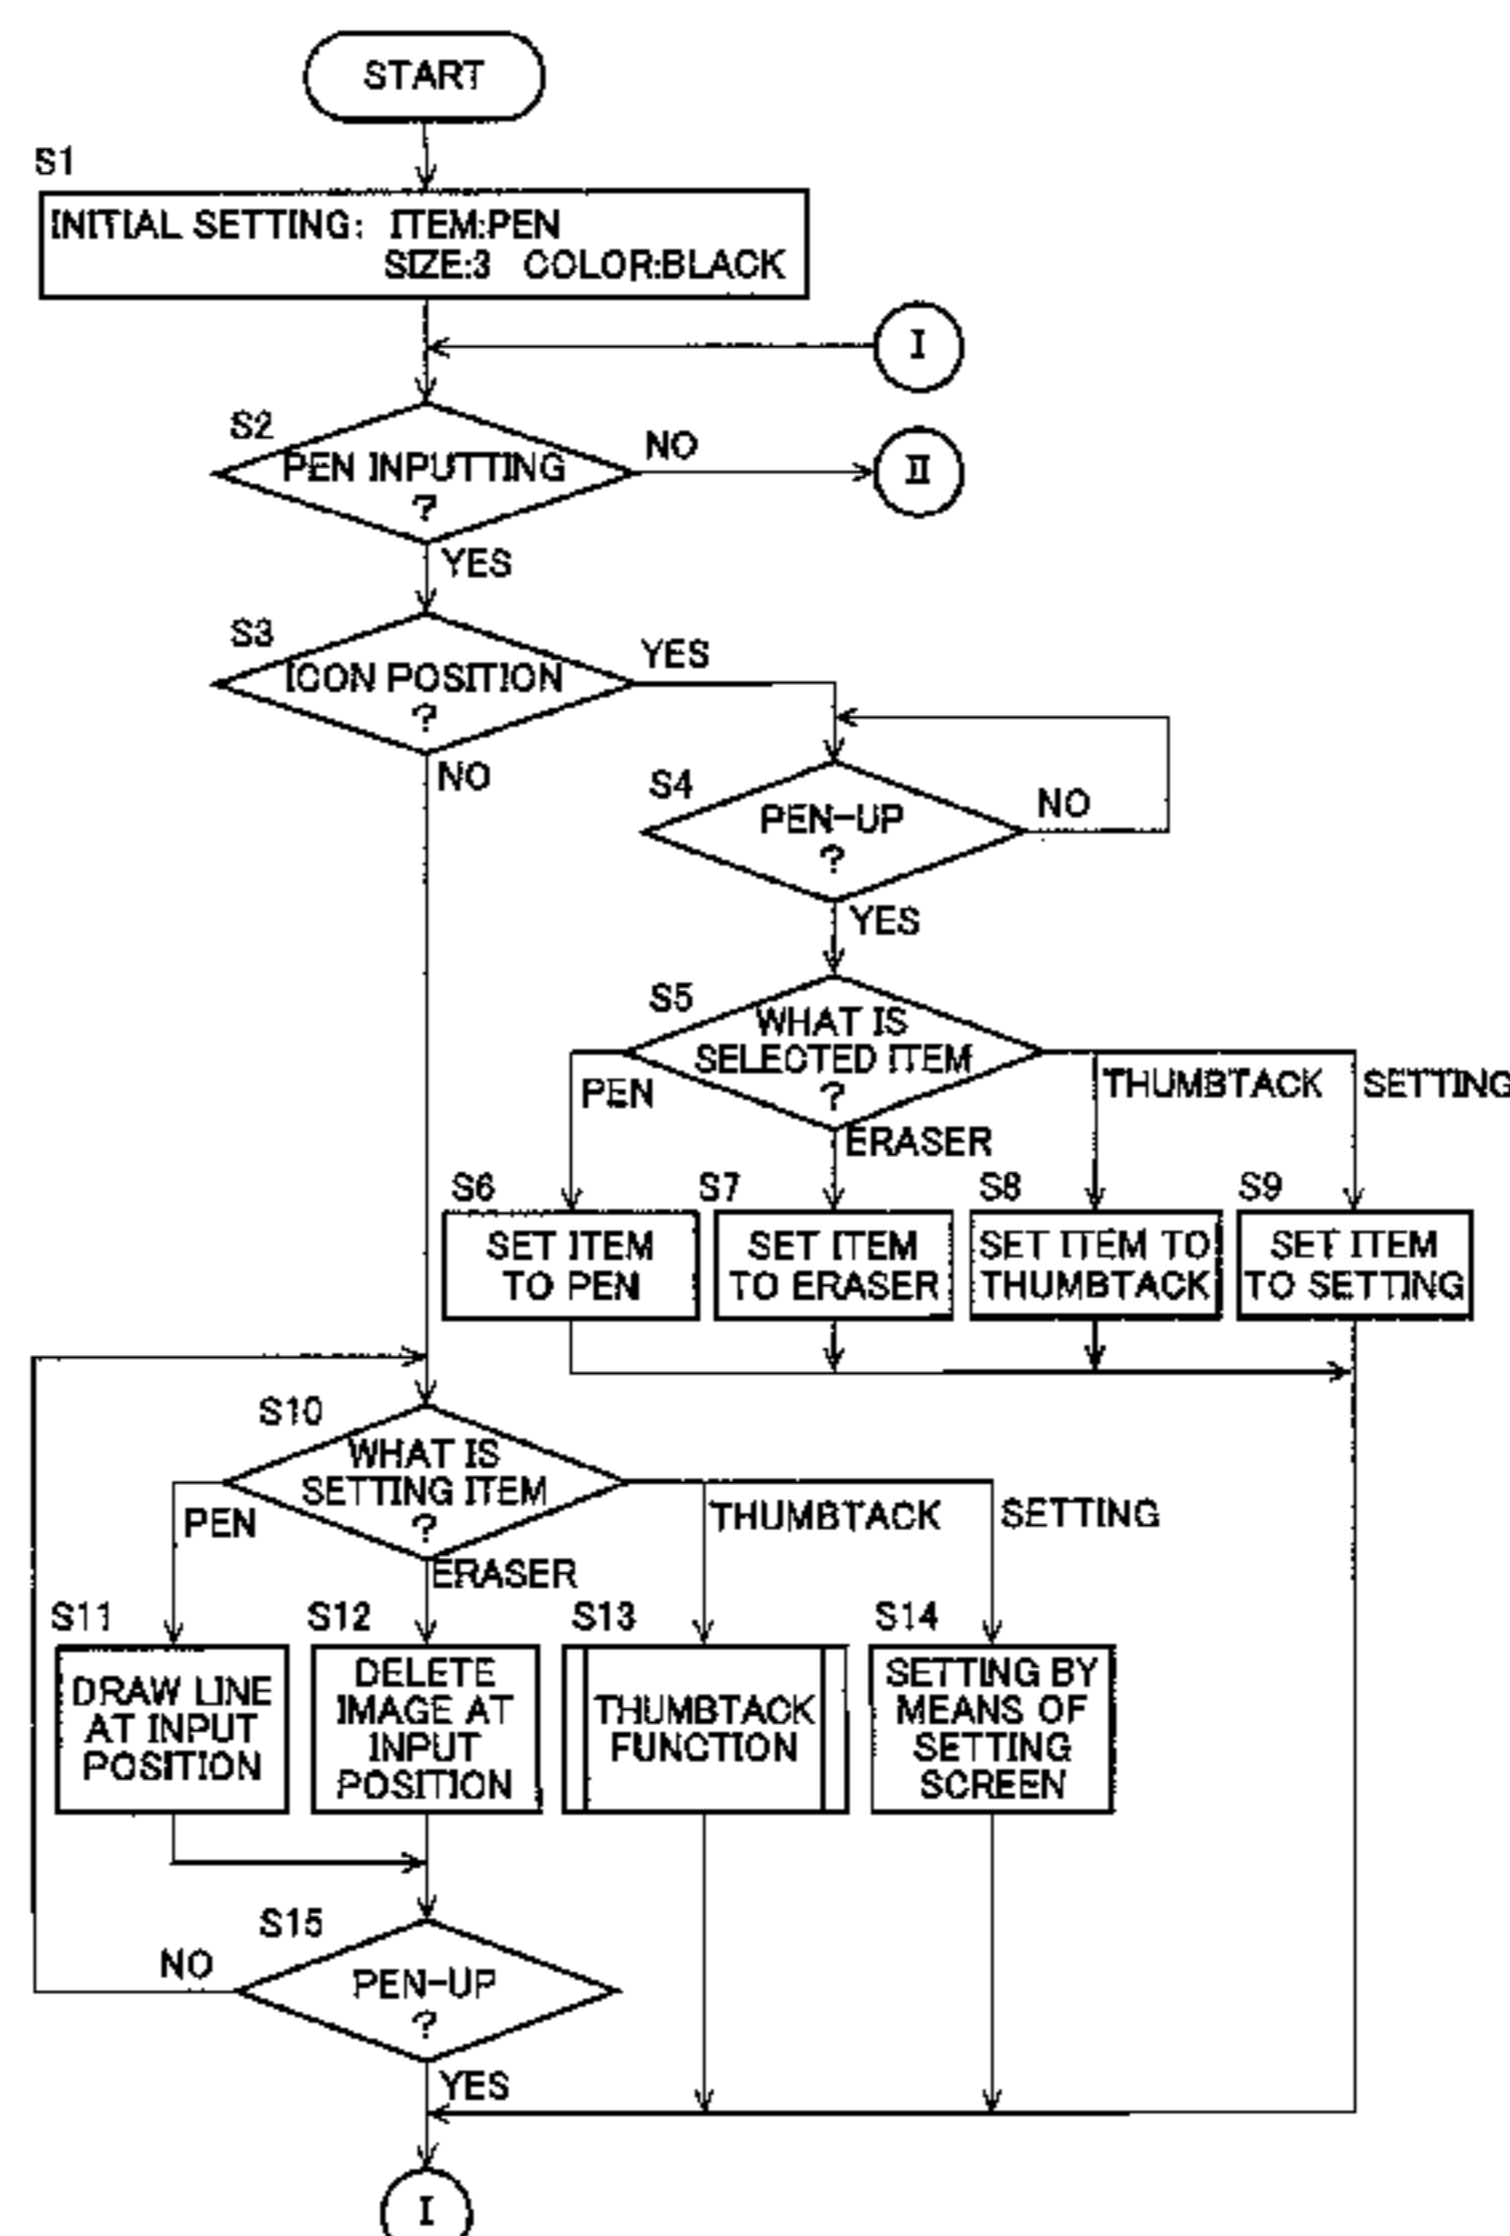 START
S1
INITIAL SETTING: ITEM:PEN
SIZE:3 COLOR:BLACK
I
S2
PEN INPUTTING
?
NO
II
YES
S3
ICON POSITION
?
YES
NO
S4
PEN-UP
?
NO
YES
S5
WHAT IS
SELECTED ITEM
?
PEN
ERASER
THUMBTACK
SETTING
S6
SET ITEM
TO PEN
S7
SET ITEM
TO ERASER
S8
SET ITEM TO
THUMBTACK
S9
SET ITEM
TO SETTING
S10
WHAT IS
SETTING ITEM
?
PEN
ERASER
THUMBTACK
SETTING
S11
DRAW LINE
AT INPUT
POSITION
S12
DELETE
IMAGE AT
INPUT
POSITION
S13
THUMBTACK
FUNCTION
S14
SETTING BY
MEANS OF
SETTING
SCREEN
S15
PEN-UP
?
NO
YES
I